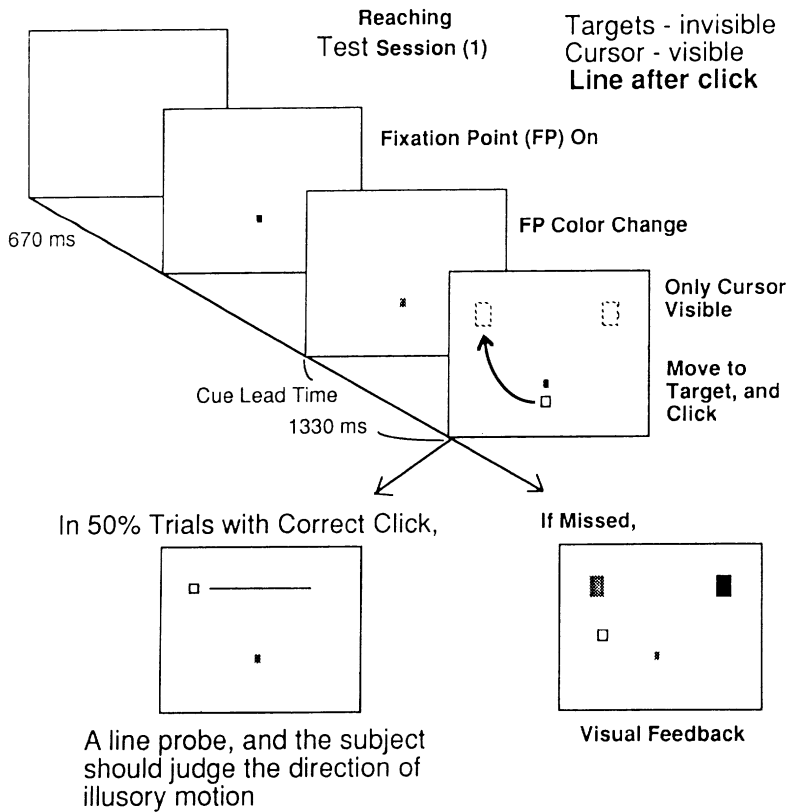 Reaching
Test Session (1)
Targets - invisible
Cursor - visible
Line after click
Fixation Point (FP) On
670 ms
FP Color Change
Only Cursor
Visible
Move to
Target, and
Click
Cue Lead Time
1330 ms
In 50% Trials with Correct Click,
If Missed,
Visual Feedback
A line probe, and the subject
should judge the direction of
illusory motion